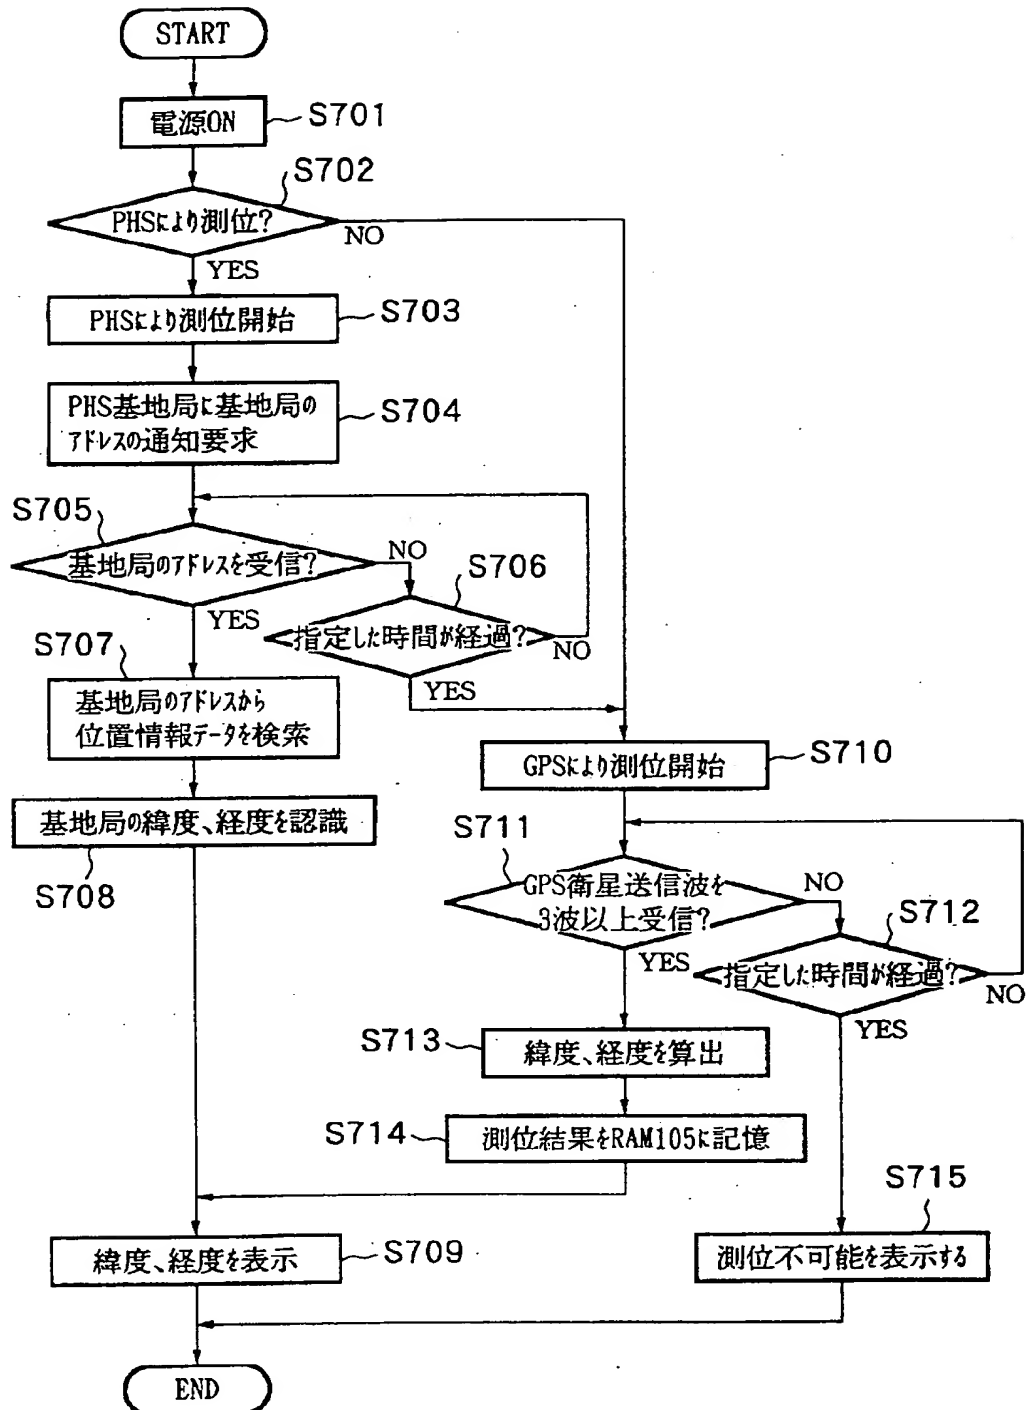 START
電源ON
S701
S702
PHSにより測位?
NO
YES
PHSにより測位開始
S703
PHS基地局に基地局の
アドレスの通知要求
S704
S705
基地局のアドレスを受信?
NO
YES
S706
指定した時間が経過?
NO
YES
S707
基地局のアドレスから
位置情報データを検索
基地局の緯度、経度を認識
S708
GPSにより測位開始
S710
S711
GPS衛星送信波を
3波以上受信?
NO
YES
S712
指定した時間が経過?
NO
YES
S713
緯度、経度を算出
S714
測位結果をRAM105に記憶
S715
測位不可能を表示する
緯度、経度を表示
S709
END